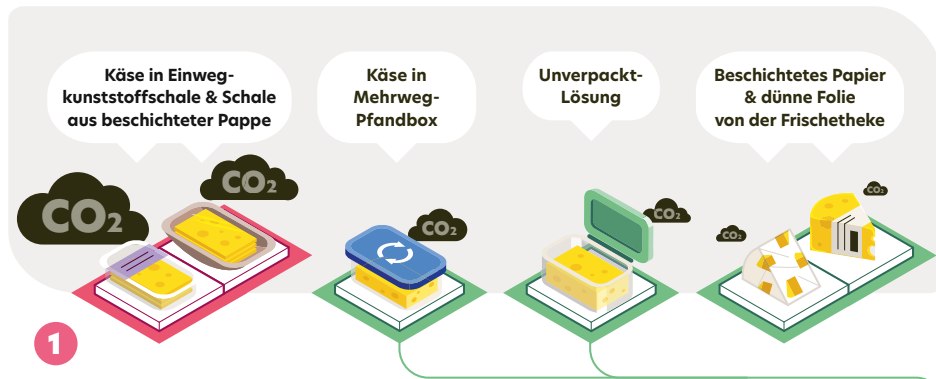 Käse in Einweg-
kunststoffschale & Schale
aus beschichteter Pappe
Käse in
Mehrweg-
Pfandbox
Unverpackt-
Lösung
Beschichtetes Papier
& dünne Folie
von der Frischetheke
CO₂
CO₂
CO₂
CO₂
CO₂
CO₂
1